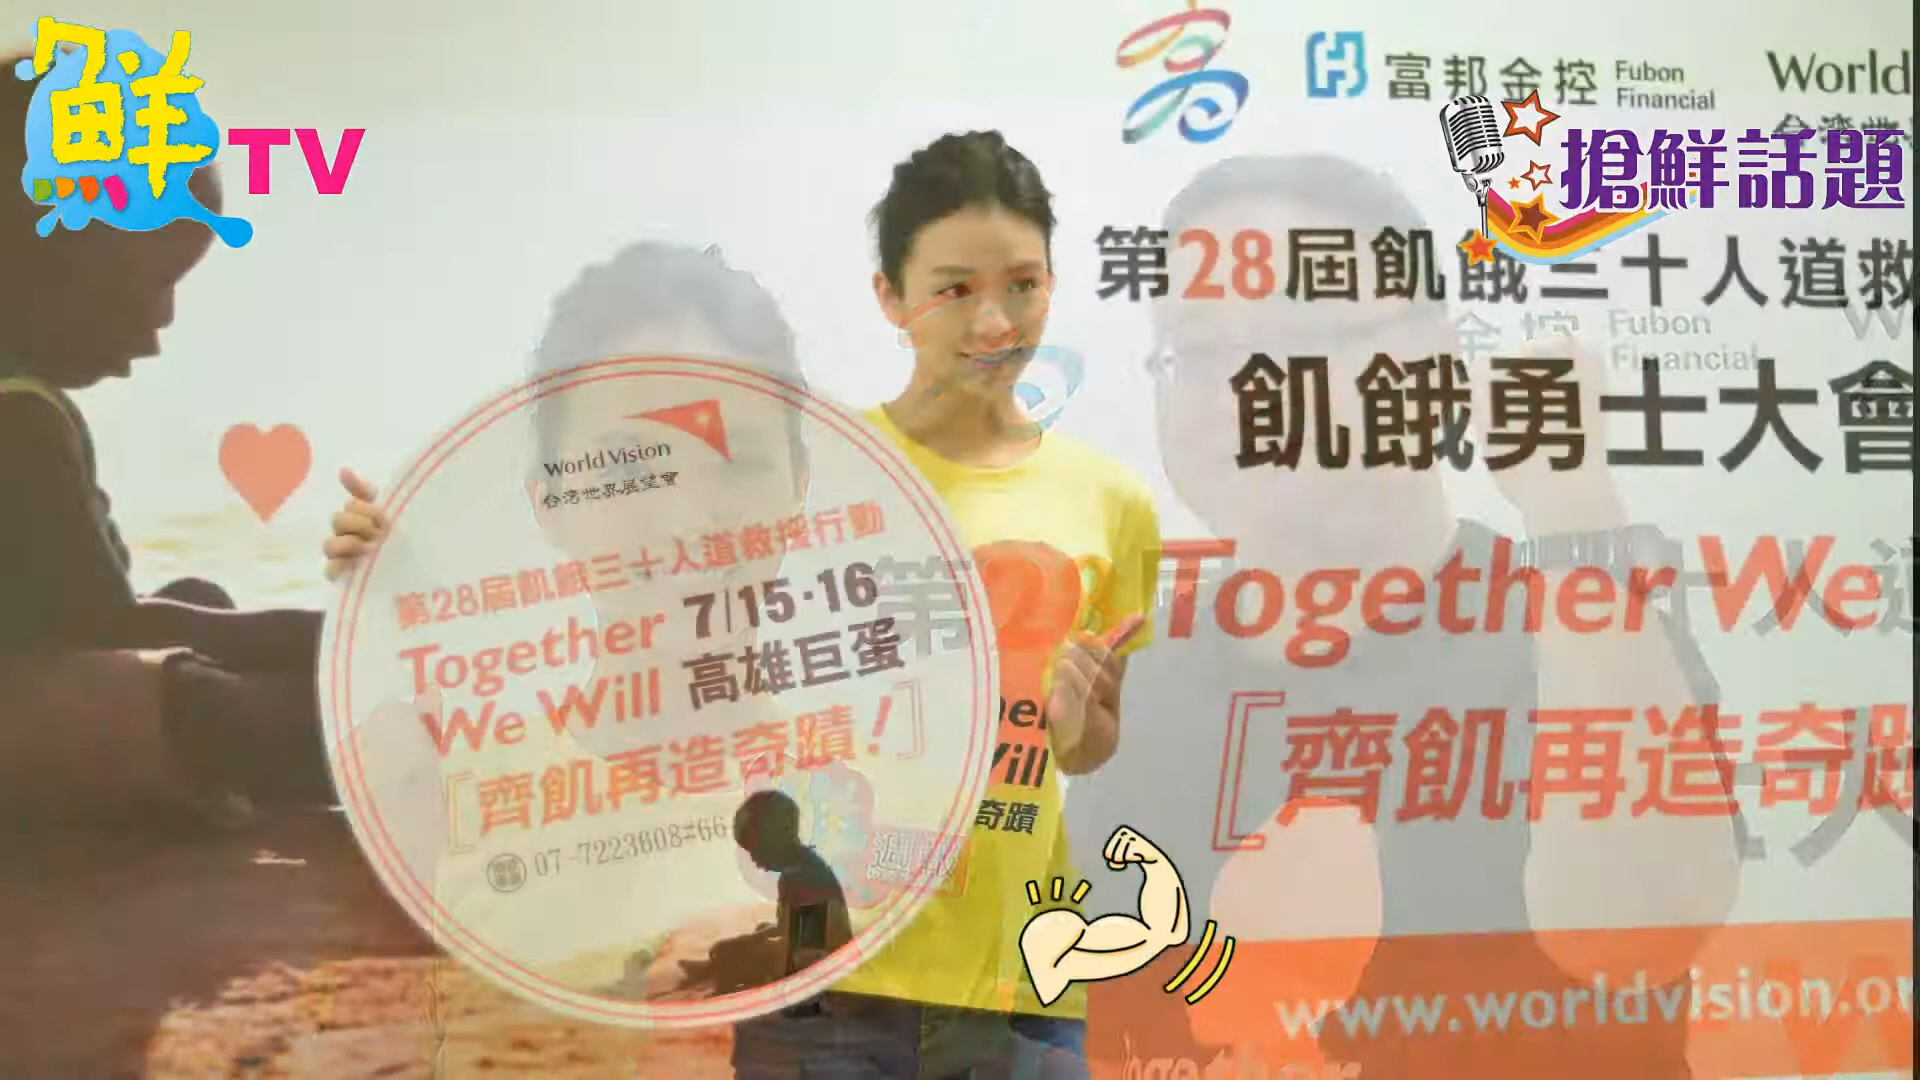 鮮TV
富邦金控 Fubon Financial
World
搶鮮話題
第28屆飢餓三十人道救
飢餓勇士大會
Together We
[齊飢再造奇蹟
www.worldvision.or
World Vision
台灣世界展望會
第28屆飢餓三十人道救援行動
Together 7/15·16
We Will 高雄巨蛋
[齊飢再造奇蹟!]
07-7223608#66
奇蹟
Fubon
Financial